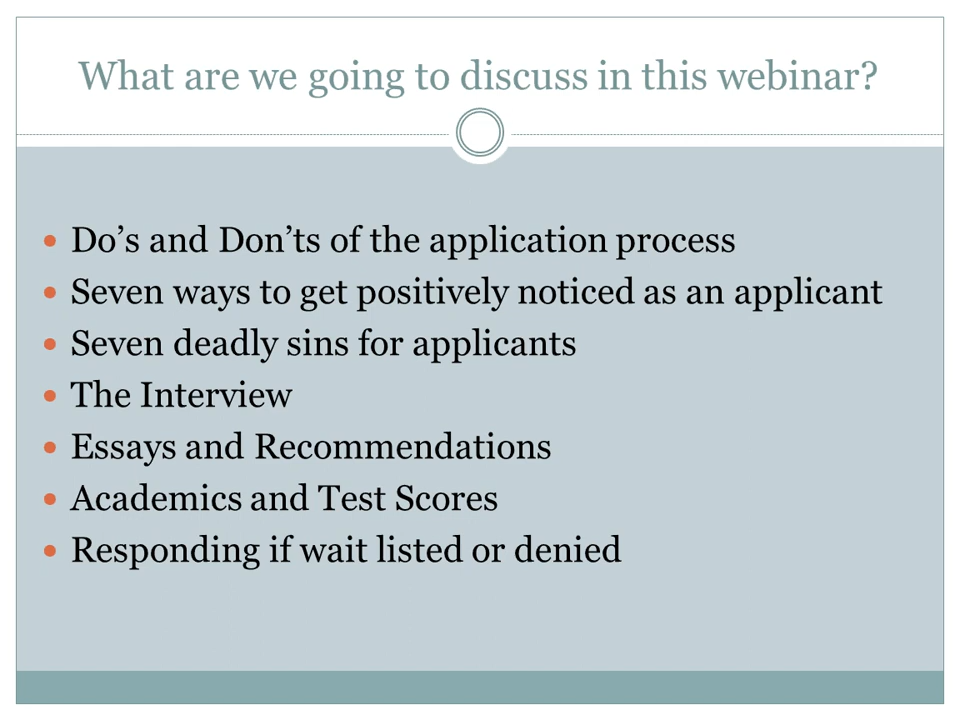 What are we going to discuss in this webinar?
• Do’s and Don’ts of the application process
• Seven ways to get positively noticed as an applicant
• Seven deadly sins for applicants
• The Interview
• Essays and Recommendations
• Academics and Test Scores
• Responding if wait listed or denied